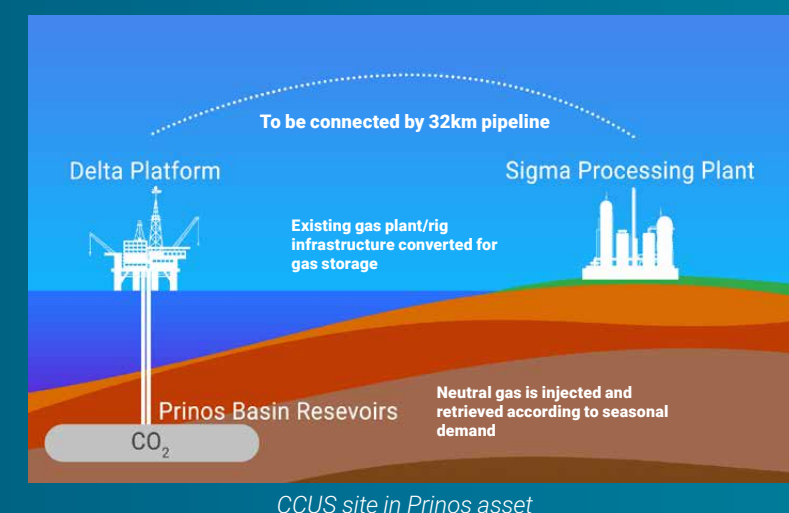 To be connected by 32km pipeline
Delta Platform
Sigma Processing Plant
Existing gas plant/rig
infrastructure converted for
gas storage
Neutral gas is injected and
retrieved according to seasonal
demand
Prinos Basin Resevoirs
CO₂
CCUS site in Prinos asset